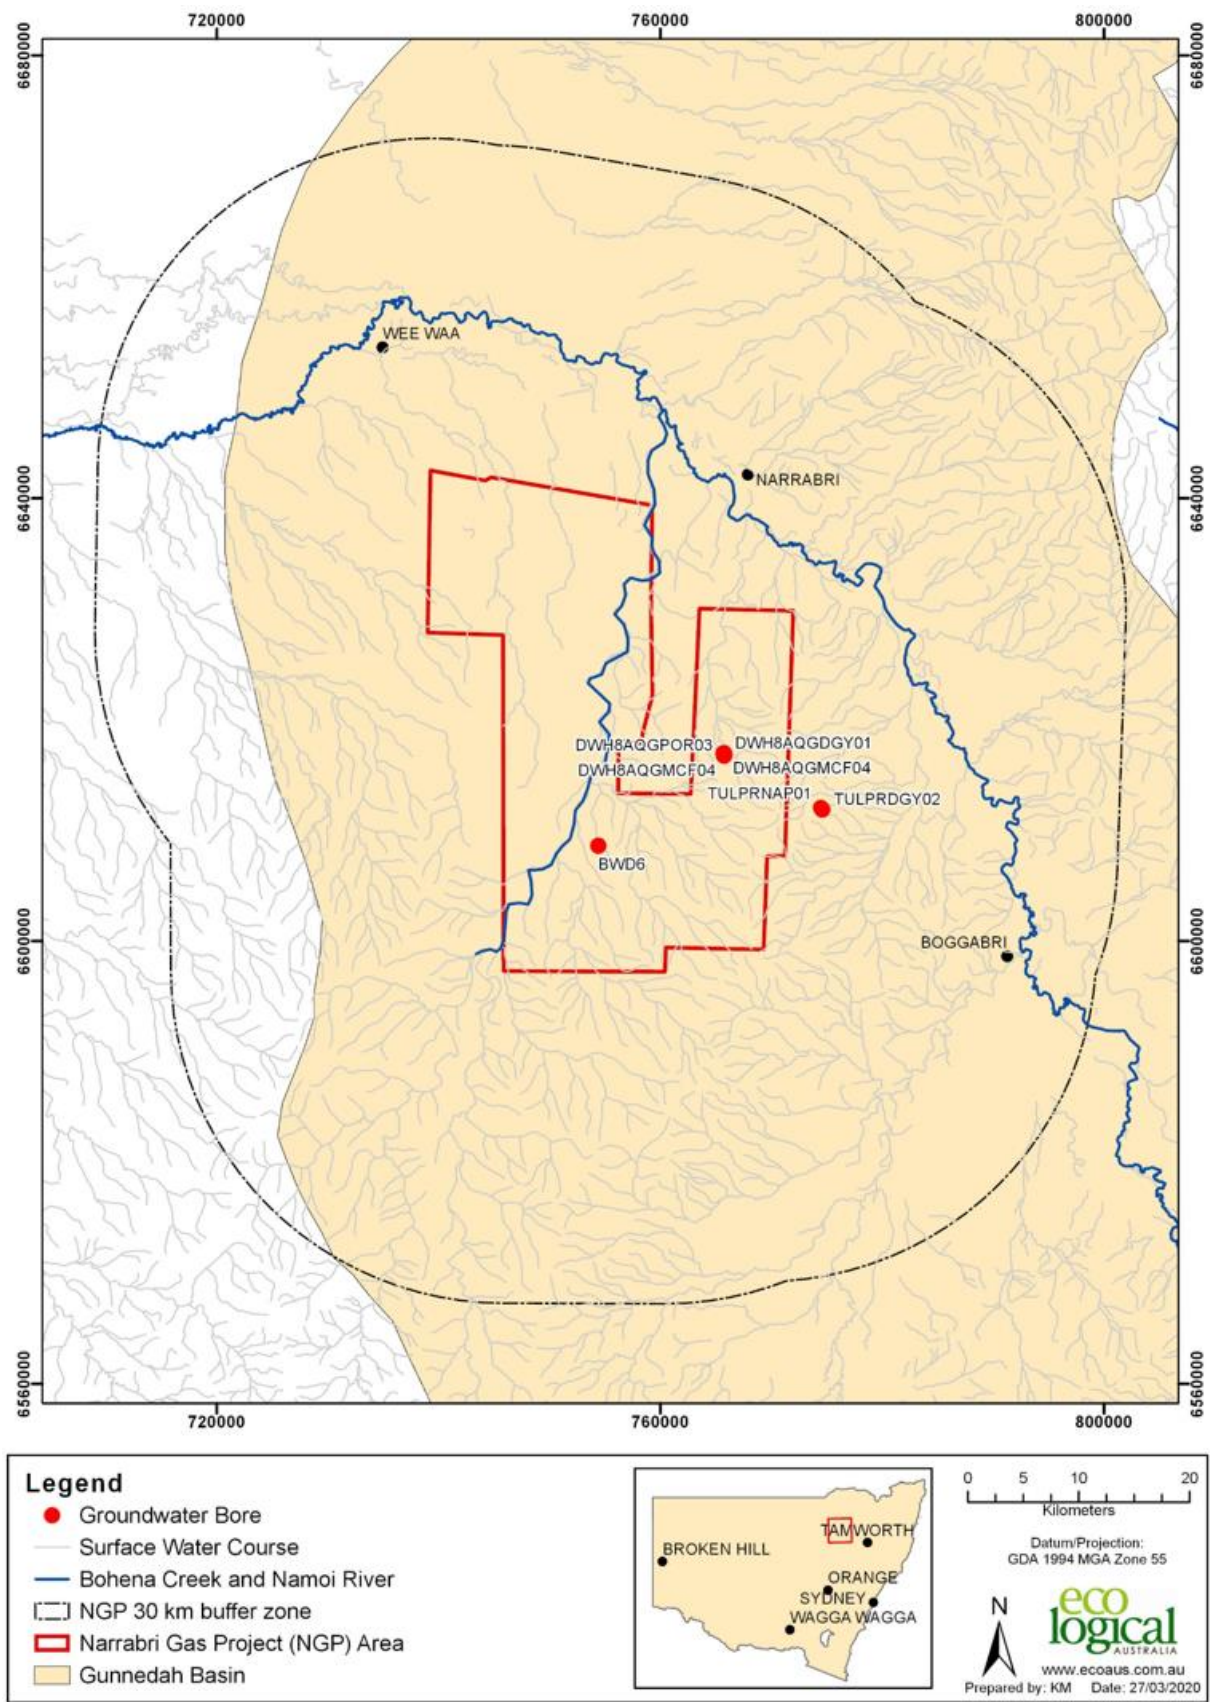 720000 760000 800000
6680000 6680000
WEE WAA
NARRABRI
6640000 6640000
DWH8AQGPOR03 DWH8AQGDGY01
DWH8AQGMCF04 DWH8AQGMCF04
TULPRNAP01 TULPRDGY02
BWD6
BOGGABRI
6600000 6600000
6560000 6560000
720000 760000 800000
Legend
Groundwater Bore
Surface Water Course
Bohena Creek and Namoi River
NGP 30 km buffer zone
Narrabri Gas Project (NGP) Area
Gunnedah Basin
TAMWORTH
BROKEN HILL
ORANGE
SYDNEY
WAGGA WAGGA
0 5 10 20
Kilometers
Datum/Projection:
GDA 1994 MGA Zone 55
N
eco
logical
AUSTRALIA
www.ecoaus.com.au
Prepared by: KM Date: 27/03/2020